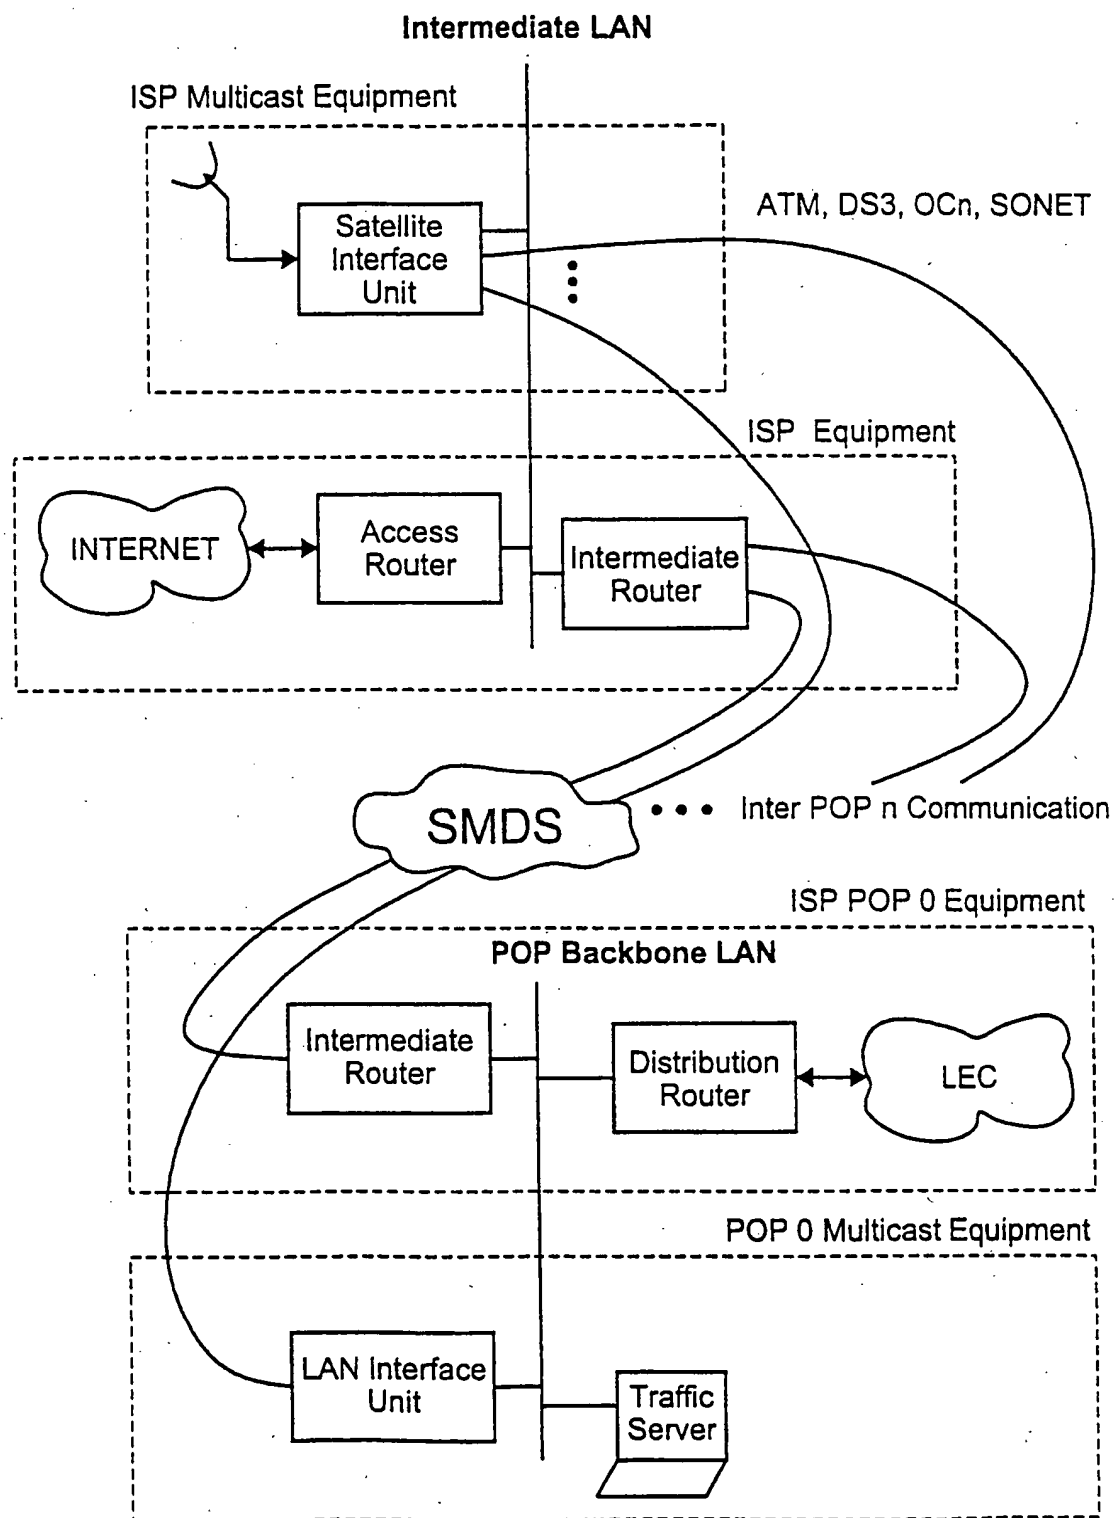 Intermediate LAN
ISP Multicast Equipment
ATM, DS3, OCn, SONET
Satellite
Interface
Unit
ISP Equipment
INTERNET
Access
Router
Intermediate
Router
SMDS
Inter POP n Communication
ISP POP 0 Equipment
POP Backbone LAN
Intermediate
Router
Distribution
Router
LEC
POP 0 Multicast Equipment
LAN Interface
Unit
Traffic
Server